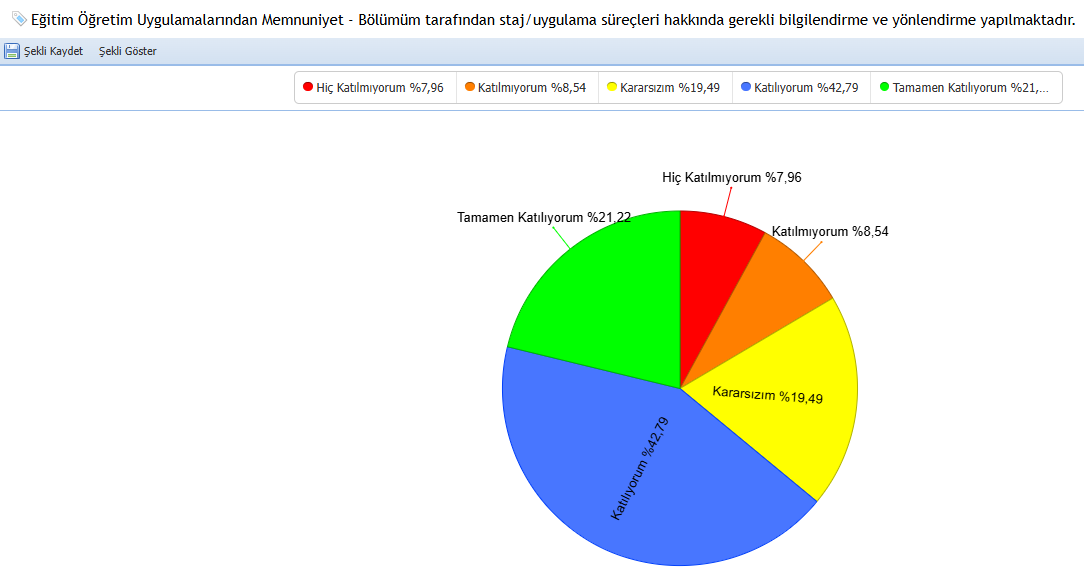 Eğitim Öğretim Uygulamalarından Memnuniyet - Bölümüm tarafından staj/uygulama süreçleri hakkında gerekli bilgilendirme ve yönlendirme yapılmaktadır.
Şekli Kaydet Şekli Göster
Hiç Katılmıyorum %7,96 Katılmıyorum %8,54 Kararsızım %19,49 Katılıyorum %42,79 Tamamen Katılıyorum %21,...
Hiç Katılmıyorum %7,96
Tamamen Katılıyorum %21,22
Katılmıyorum %8,54
Kararsızım %19,49
Katılıyorum %42,79